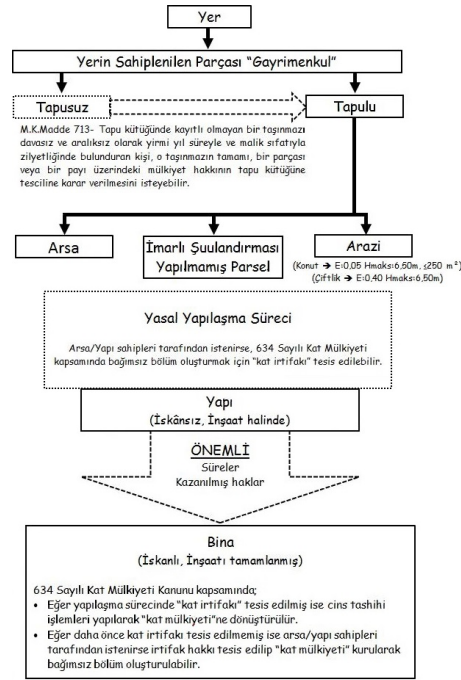 Yer
Yerin Sahiplenilen Parçası “Gayrimenkul”
Tapusuz
Tapulu
M.K.Madde 713- Tapu kütüğünde kayıtlı olmayan bir taşınmazı
davasız ve aralıksız olarak yirmi yıl süreyle ve malik sıfatıyla
zilyetliğinde bulunduran kişi, o taşınmazın tamamı, bir parçası
veya bir payı üzerindeki mülkiyet hakkının tapu kütüğüne
tesciline karar verilmesini isteyebilir.
Arsa
İmarlı Şuulandırması
Yapılmamış Parsel
Arazi
(Konut → E:0,05 Hmaks:6,50m, ≤250 m²)
(Çiftlik → E:0,40 Hmaks:6,50m)
Yasal Yapılaşma Süreci
Arsa/Yapı sahipleri tarafından istenirse, 634 Sayılı Kat Mülkiyeti
kapsamında bağımsız bölüm oluşturmak için “kat irtifakı” tesis edilebilir.
Yapı
(İskânsız, İnşaat halinde)
ÖNEMLİ
Süreler
Kazanılmış haklar
Bina
(İskanlı, İnşaatı tamamlanmış)
634 Sayılı Kat Mülkiyeti Kanunu kapsamında;
• Eğer yapılaşma sürecinde “kat irtifakı” tesis edilmiş ise cins tashihi
işlemleri yapılarak “kat mülkiyeti”ne dönüştürülür.
• Eğer daha önce kat irtifakı tesis edilmemiş ise arsa/yapı sahipleri
tarafından istenirse irtifak hakkı tesis edilip “kat mülkiyeti” kurularak
bağımsız bölüm oluşturulabilir.